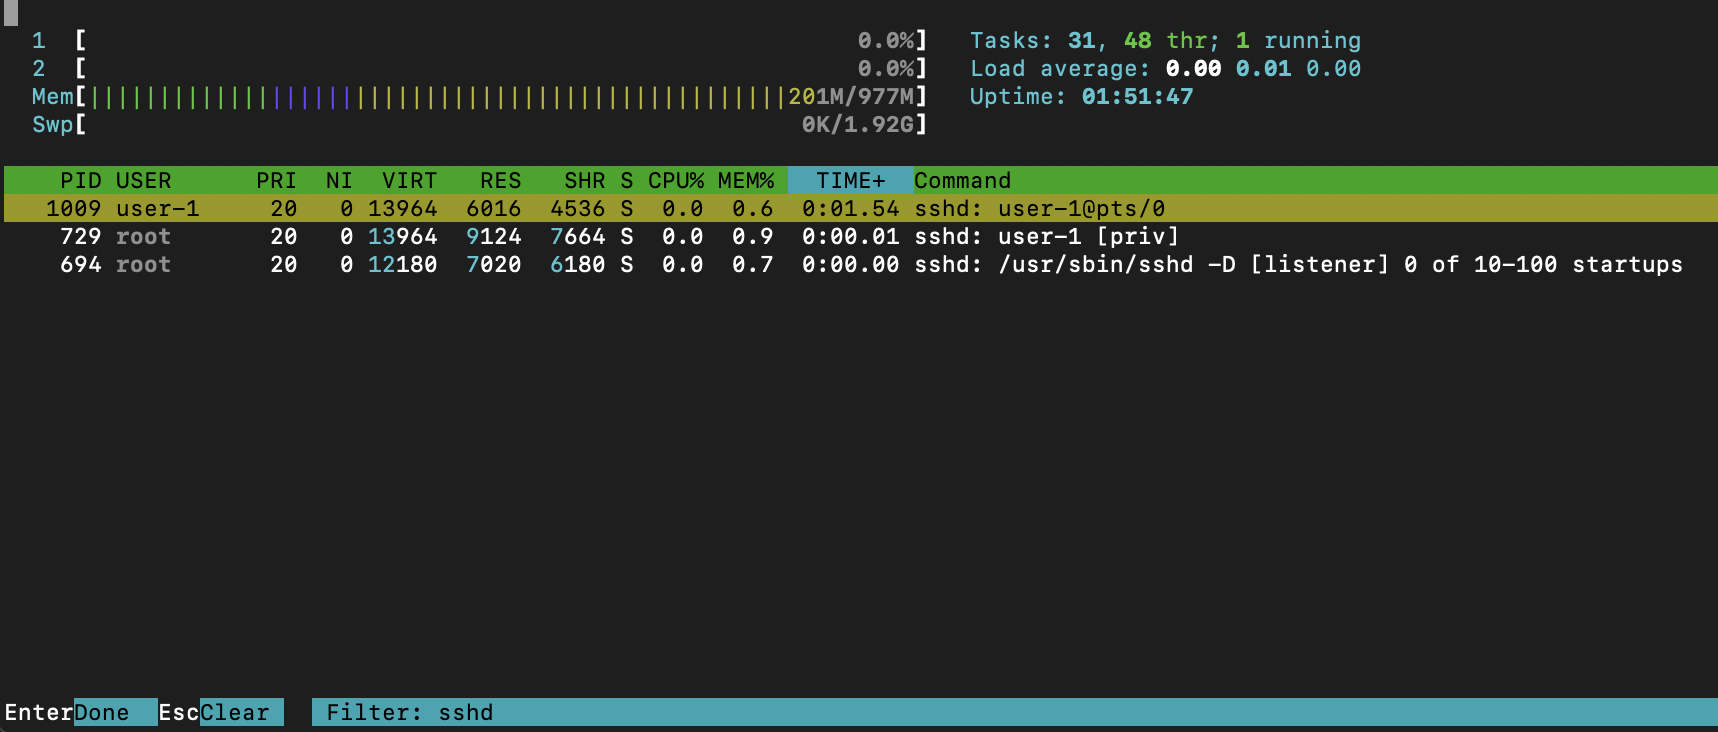 1 [ 0.0%] Tasks: 31, 48 thr; 1 running
2 [ 0.0%] Load average: 0.00 0.01 0.00
Mem[||||||||||||||||||||||||||||||||||||||||||||||||||201M/977M] Uptime: 01:51:47
Swp[ 0K/1.92G]
PID USER PRI NI VIRT RES SHR S CPU% MEM% TIME+ Command
1009 user-1 20 0 13964 6016 4536 S 0.0 0.6 0:01.54 sshd: user-1@pts/0
729 root 20 0 13964 9124 7664 S 0.0 0.9 0:00.01 sshd: user-1 [priv]
694 root 20 0 12180 7020 6180 S 0.0 0.7 0:00.00 sshd: /usr/sbin/sshd -D [listener] 0 of 10-100 startups
EnterDone EscClear Filter: sshd